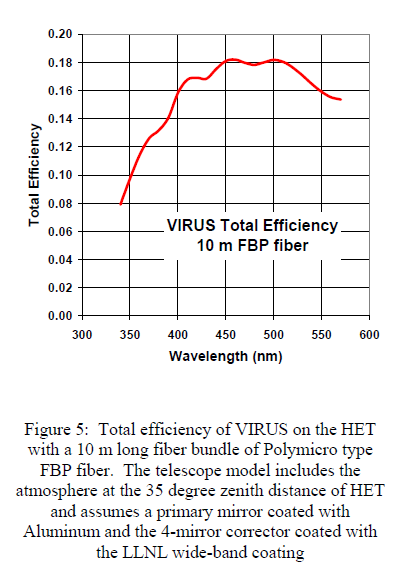 0.20
0.18
0.16
0.14
0.12
0.10
0.08
0.06
0.04
0.02
0.00
Total Efficiency
VIRUS Total Efficiency
10 m FBP fiber
300 350 400 450 500 550 600
Wavelength (nm)
Figure 5: Total efficiency of VIRUS on the HET
with a 10 m long fiber bundle of Polymicro type
FBP fiber. The telescope model includes the
atmosphere at the 35 degree zenith distance of HET
and assumes a primary mirror coated with
Aluminum and the 4-mirror corrector coated with
the LLNL wide-band coating